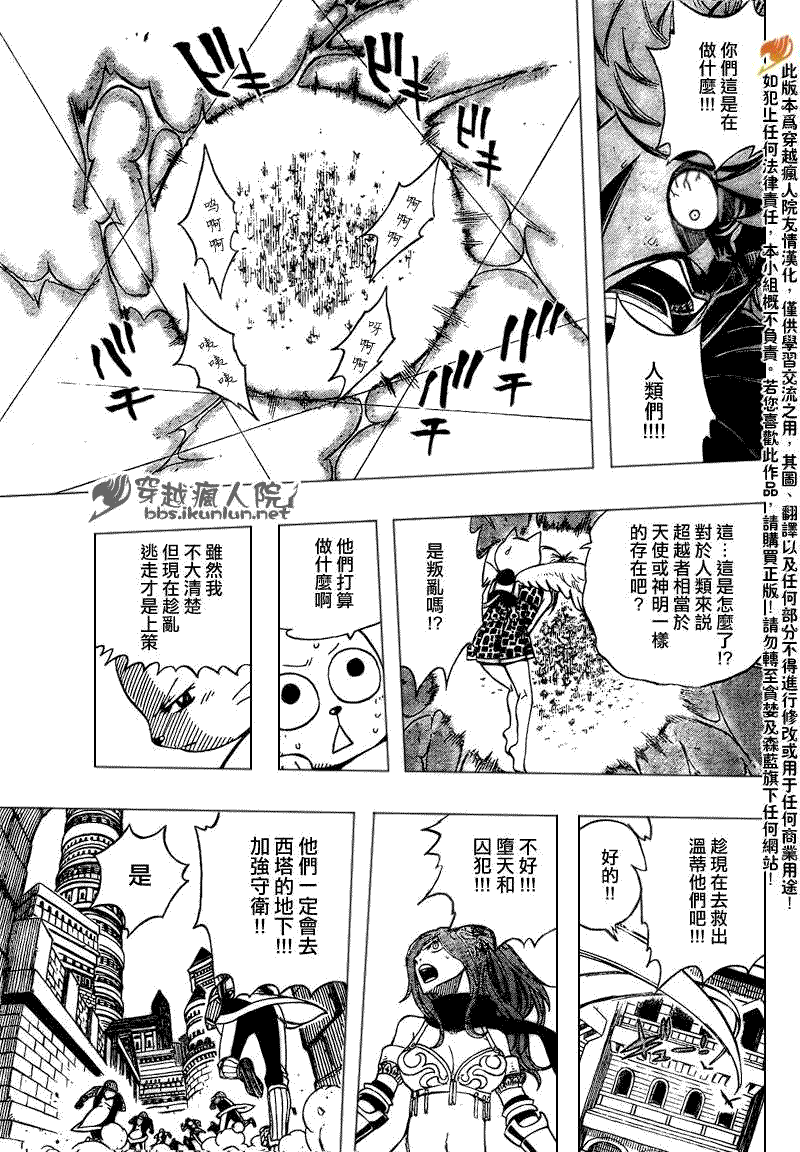 你們這是在
做什麼!!!
人類們!!!!
ドキ
ドキ
バチ
バチ
啊啊啊
嗚啊啊
呀啊啊
咦咦咦
這…這是怎麼了!?
對於人類來說
超越者相當於
天使或神明一樣
的存在吧?
是叛亂嗎!?
他們打算
做什麼啊
雖然我
不大清楚
但現在趁亂
逃走才是上策
趁現在去救出
溫蒂他們吧!!!
好的!!
不好!!!
墮天和
囚犯!!!
他們一定會去
西塔的地下!!!
加強守衛!!
是
穿越瘋人院
bbs.ikunlun.net
此版本爲穿越瘋人院友情漢化，僅供學習交流之用，其圖、翻譯以及任何部分不得進行修改或用于任何商業用途！
如犯止任何法律責任，本小組概不負責。若您喜歡此作品，請購買正版！請勿轉至貪婪及森藍旗下任何網站！